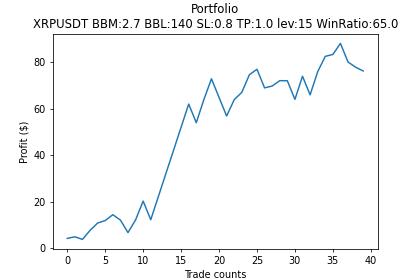 Portfolio
XRPUSDT BBM:2.7 BBL:140 SL:0.8 TP:1.0 lev:15 WinRatio:65.0
80
60
40
20
0
Profit ($)
0 5 10 15 20 25 30 35 40
Trade counts